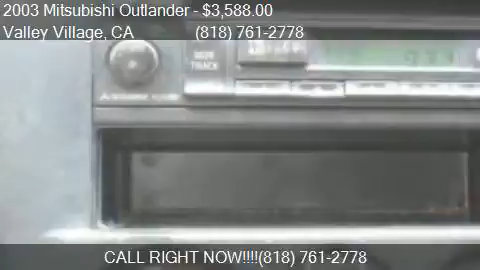 2003 Mitsubishi Outlander - $3,588.00
Valley Village, CA (818) 761-2778
TRACK
CALL RIGHT NOW!!!!(818) 761-2778